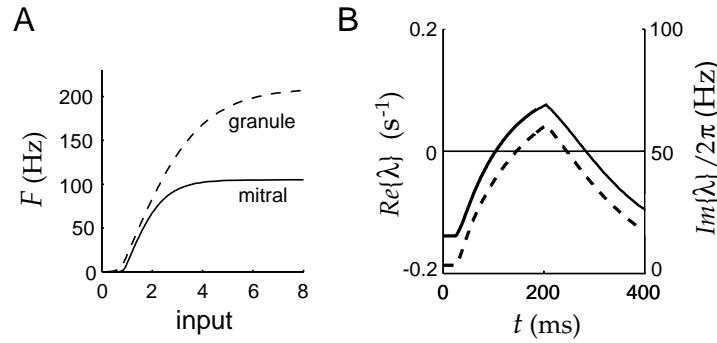 A
F (Hz)
200
150
100
50
0
granule
mitral
0 2 4 6 8
input
B
Re{λ} (s-1)
0.2
0
-0.2
100
50
0
Im{λ} /2π (Hz)
0 200 400
t (ms)